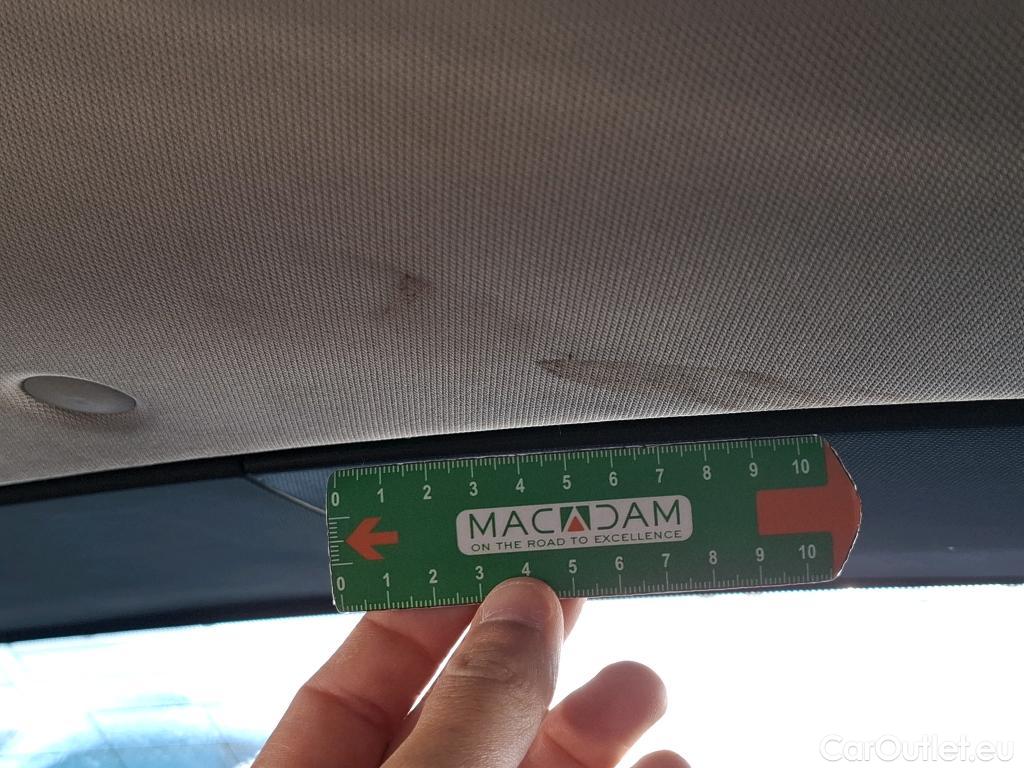 0 1 2 3 4 5 6 7 8 9 10
MACADAM
ON THE ROAD TO EXCELLENCE
0 1 2 3 4 5 6 7 8 9 10
CarOutlet.eu